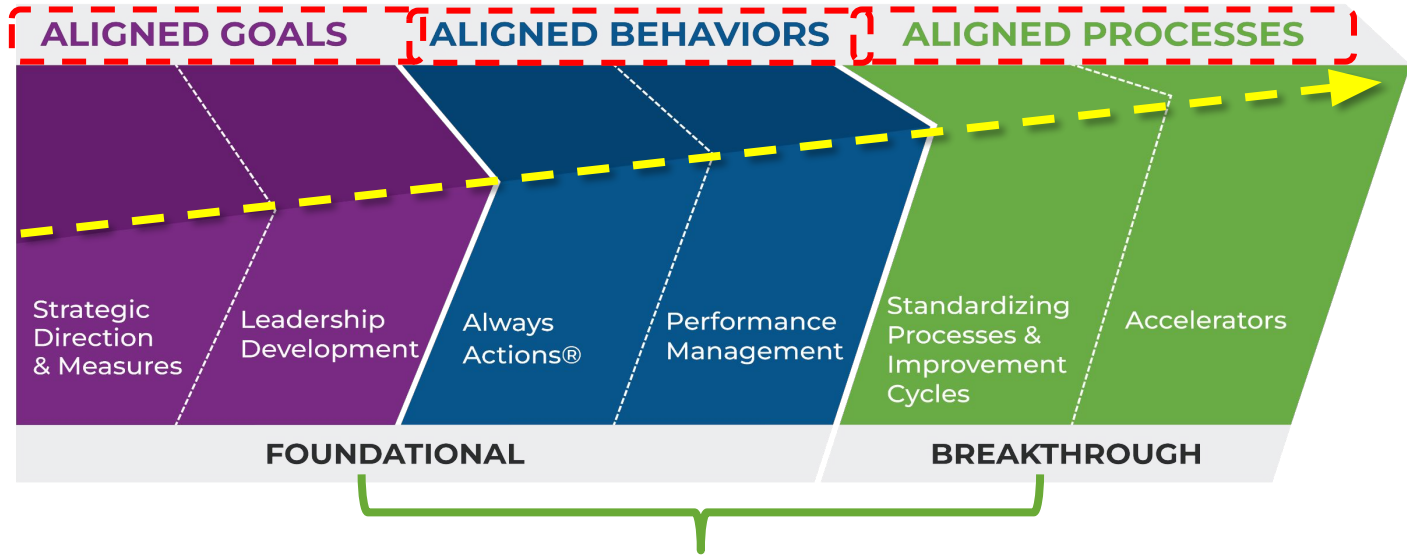 ALIGNED GOALS
ALIGNED BEHAVIORS
ALIGNED PROCESSES
Strategic
Direction
& Measures
Leadership
Development
Always
Actions®
Performance
Management
Standardizing
Processes &
Improvement
Cycles
Accelerators
FOUNDATIONAL
BREAKTHROUGH